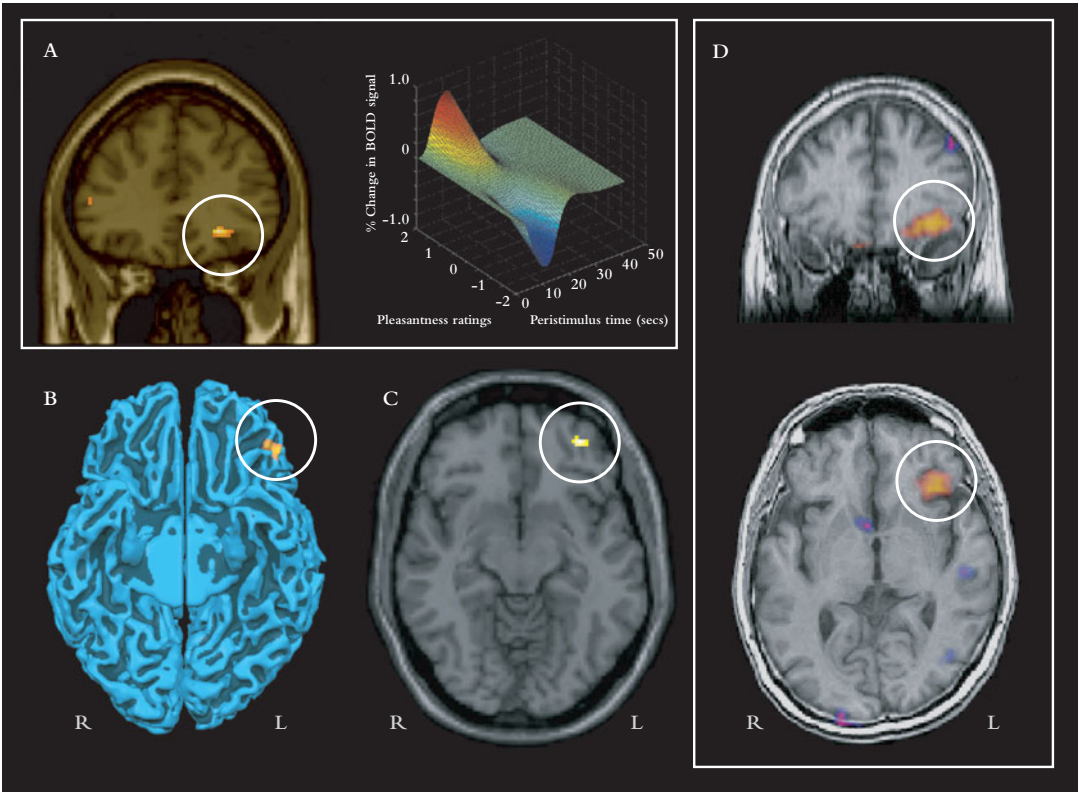 A
% Change in BOLD signal
1.0
0
-1.0
2
1
0
-1
-2
0
10
20
30
40
50
Pleasantness ratings
Peristimulus time (secs)
D
B
R
L
C
R
L
R
L